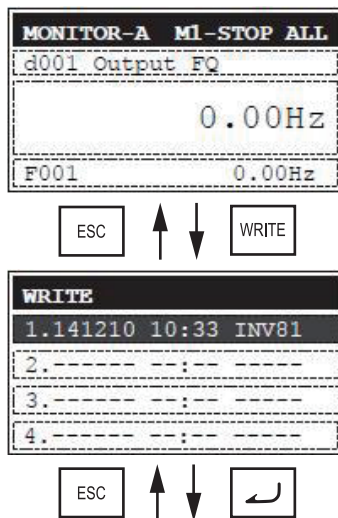 MONITOR-A M1-STOP ALL
d001 Output FQ
0.00Hz
F001 0.00Hz
ESC WRITE
WRITE
1.141210 10:33 INV81
2.------ --:-- -----
3.------ --:-- -----
4.------ --:-- -----
ESC